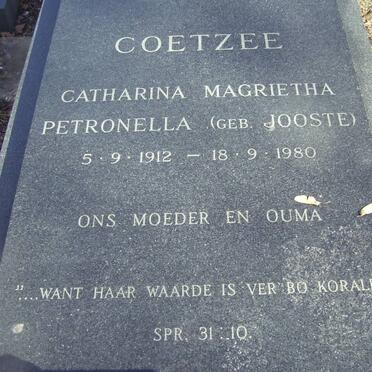 COETZEE
CATHARINA MAGRIETHA
PETRONELLA (GEB. JOOSTE)
5·9·1912 — 18·9·1980
ONS MOEDER EN OUMA
"...WANT HAAR WAARDE IS VER BO
SPR. 31:10.